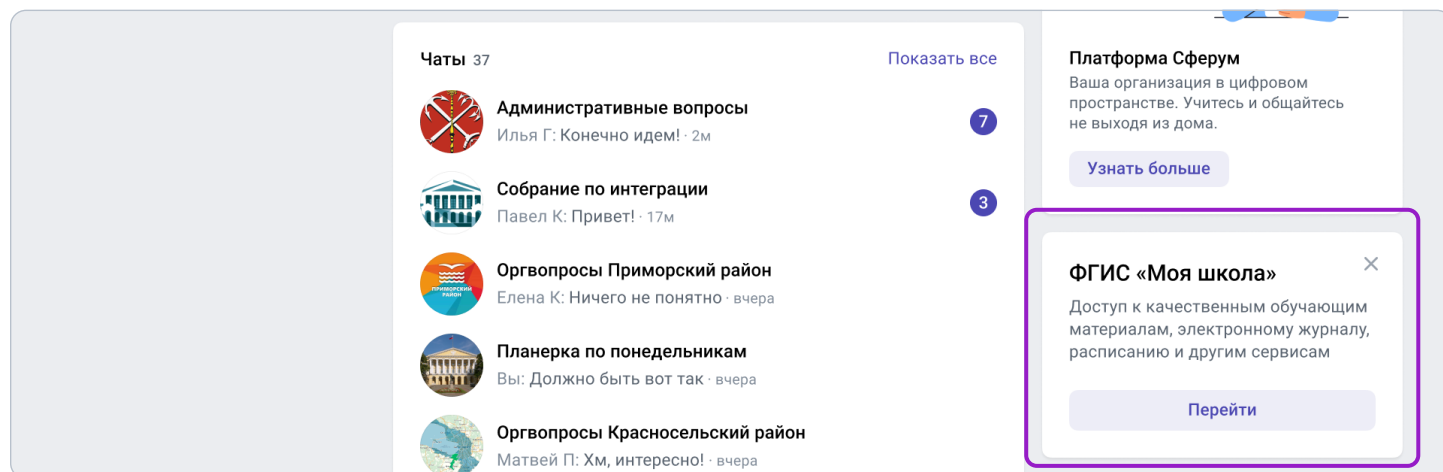 Чаты 37
Показать все
Административные вопросы
Илья Г: Конечно идем! · 2м
7
Собрание по интеграции
Павел К: Привет! · 17м
3
ПРИМОРСКИЙ
РАЙОН
Оргвопросы Приморский район
Елена К: Ничего не понятно · вчера
Планерка по понедельникам
Вы: Должно быть вот так · вчера
Оргвопросы Красносельский район
Матвей П: Хм, интересно! · вчера
Платформа Сферум
Ваша организация в цифровом
пространстве. Учитесь и общайтесь
не выходя из дома.
Узнать больше
ФГИС «Моя школа»
Доступ к качественным обучающим
материалам, электронному журналу,
расписанию и другим сервисам
Перейти